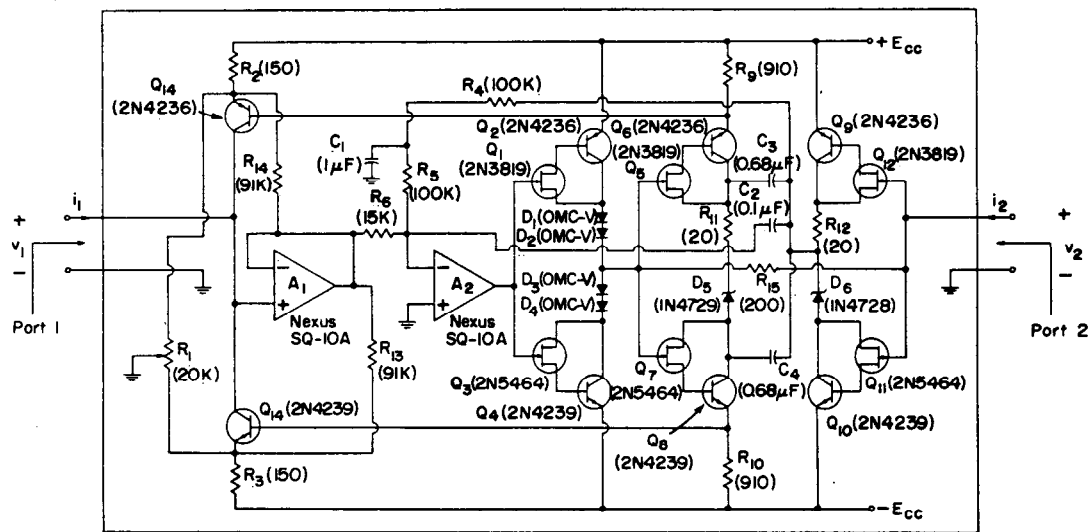 + Ecc
R2(150)
R9(910)
R4(100K)
Q14
(2N4236)
Q2(2N4236)
Q6(2N4236)
Q9(2N4236)
C1
(1μF)
Q1
(2N3819)
(2N3819)
Q5
C3
(0.68μF)
Q12(2N3819)
R14
(91K)
R5
(100K)
C2
(0.1μF)
R6
(15K)
D1(OMC-V)
D2(OMC-V)
R11
(20)
R12
(20)
i1
i2
+
v1
-
+
v2
-
A1
A2
-
+
-
+
D3(OMC-V)
D4(OMC-V)
D5
(1N4729)
R15
(200)
D6
(1N4728)
Port 1
Port 2
Nexus
SQ-10A
Nexus
SQ-10A
R1
(20K)
R13
(91K)
Q3(2N5464)
Q7
(2N5464)
C4
(0.68μF)
Q11(2N5464)
Q14(2N4239)
Q4(2N4239)
Q8
(2N4239)
Q10(2N4239)
R3(150)
R10
(910)
- Ecc